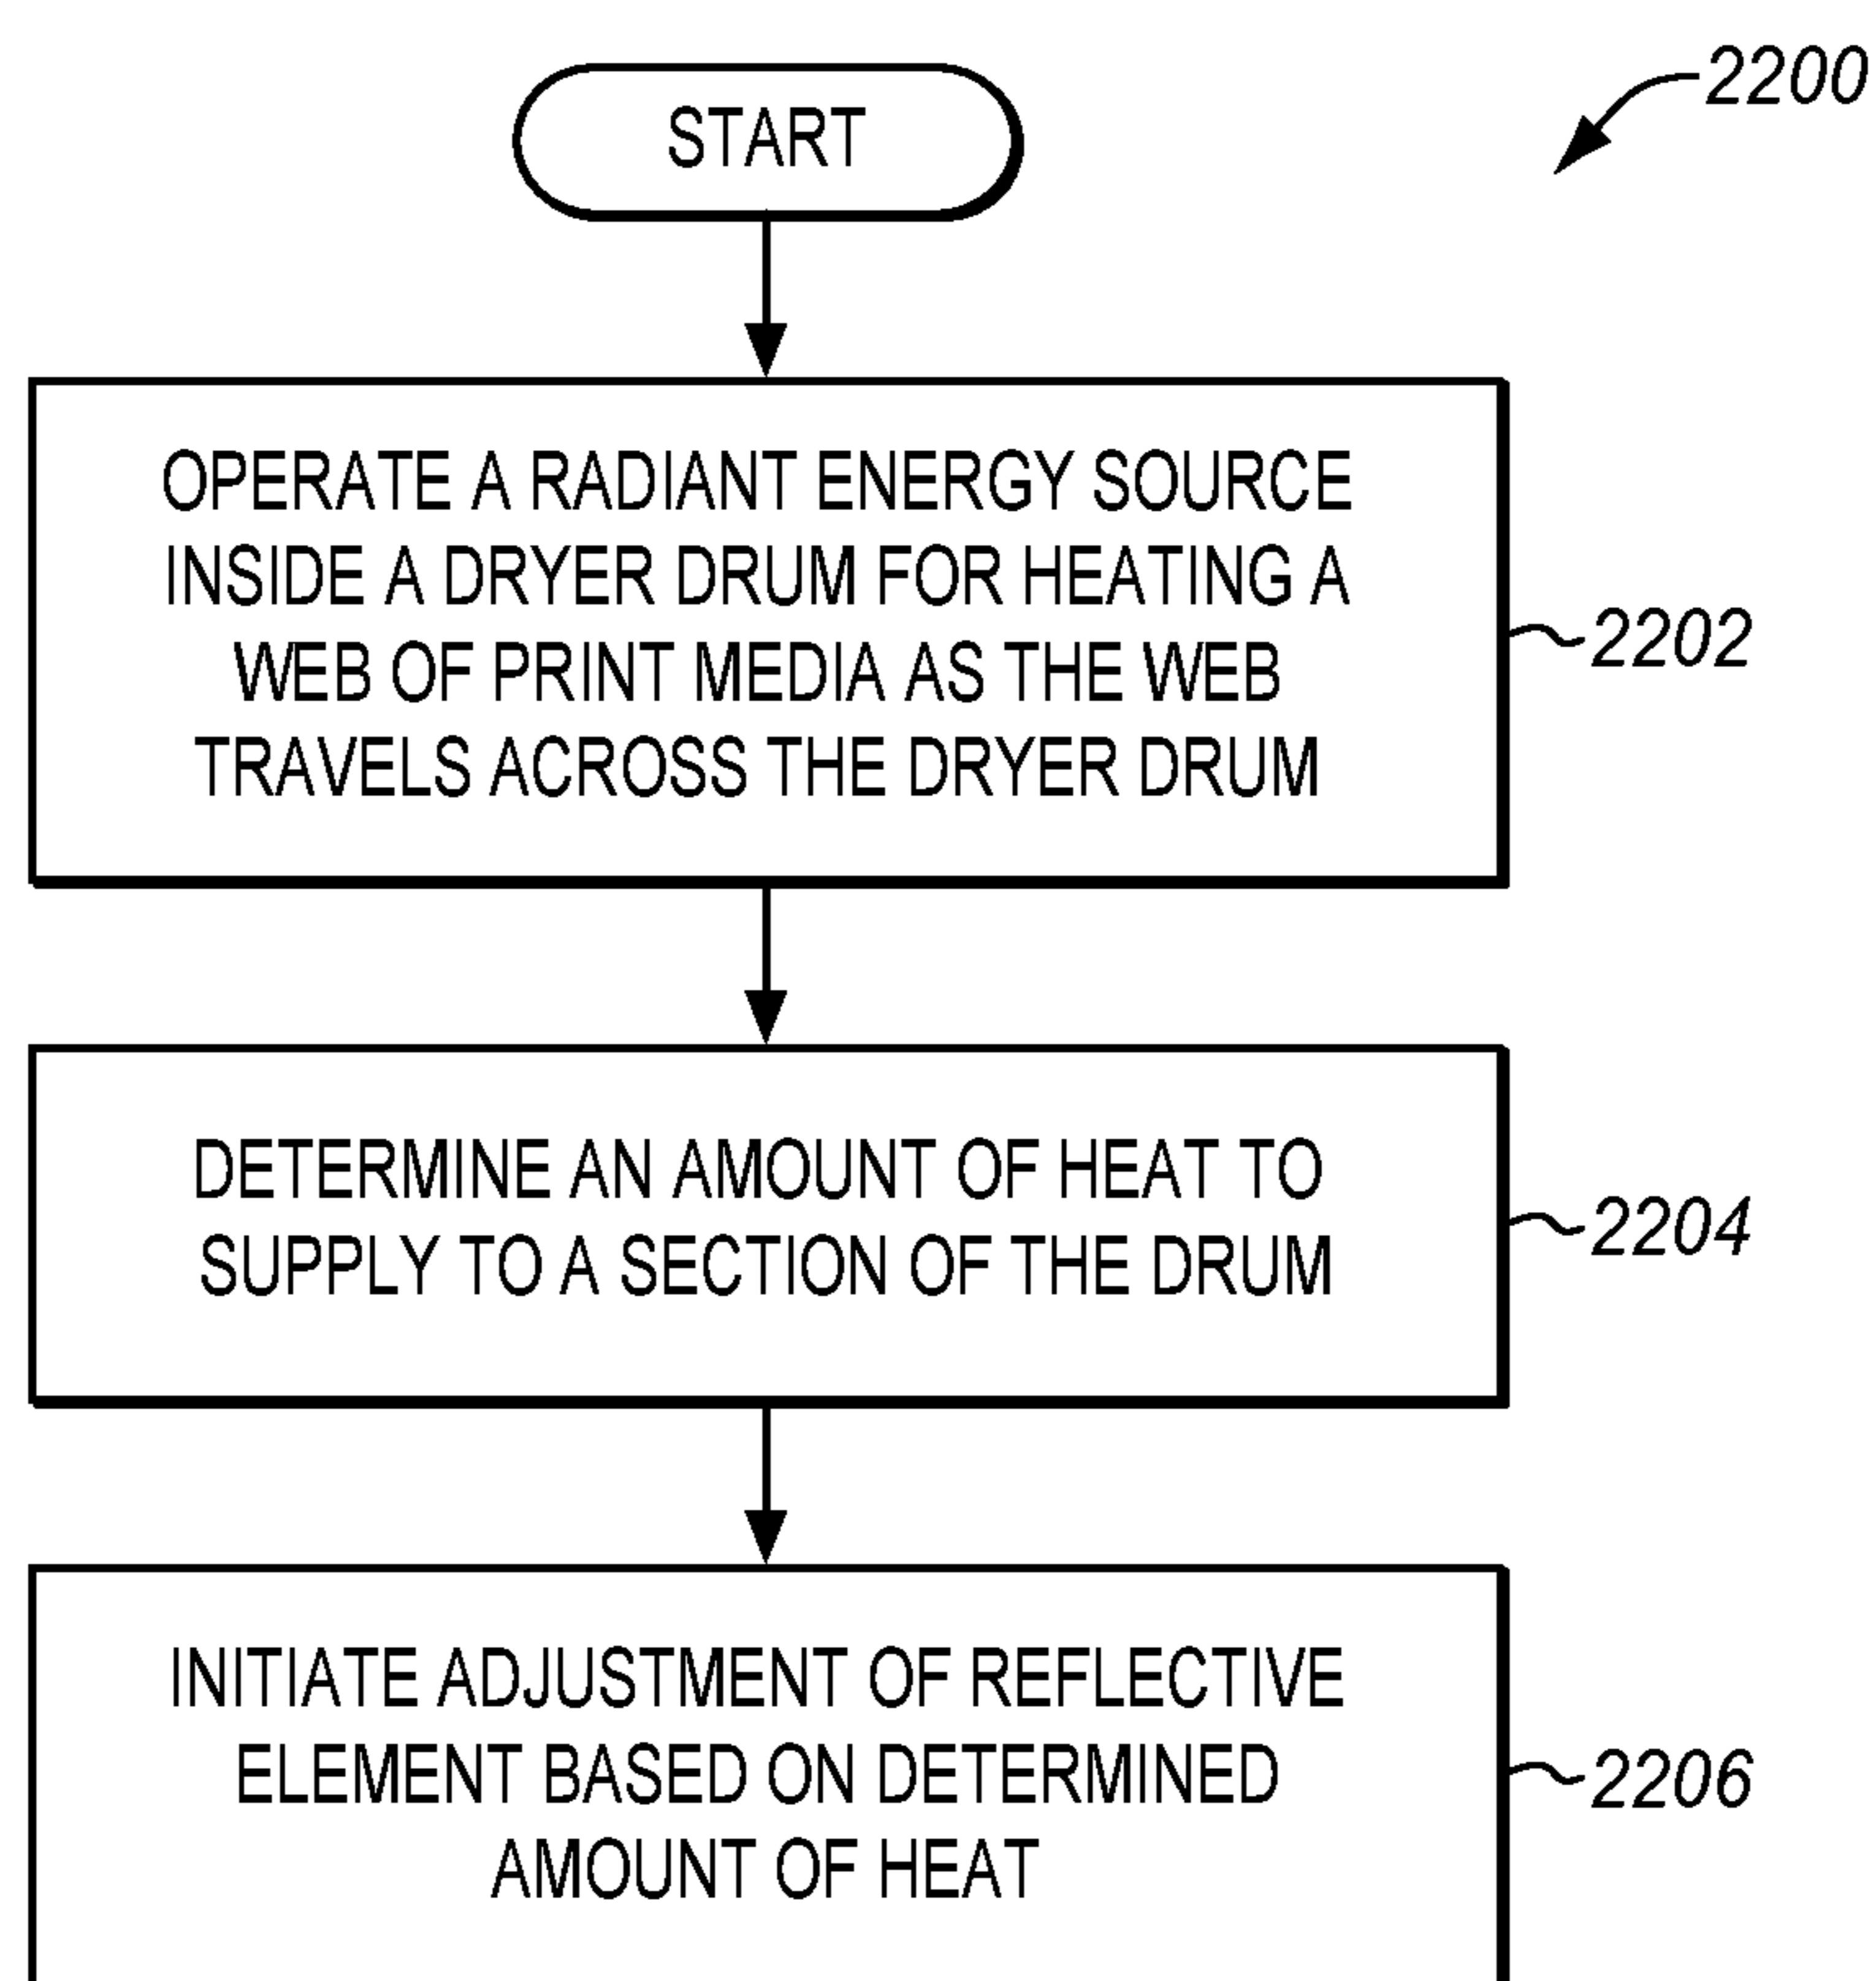 2200
START
OPERATE A RADIANT ENERGY SOURCE
INSIDE A DRYER DRUM FOR HEATING A
WEB OF PRINT MEDIA AS THE WEB
TRAVELS ACROSS THE DRYER DRUM
2202
DETERMINE AN AMOUNT OF HEAT TO
SUPPLY TO A SECTION OF THE DRUM
2204
INITIATE ADJUSTMENT OF REFLECTIVE
ELEMENT BASED ON DETERMINED
AMOUNT OF HEAT
2206